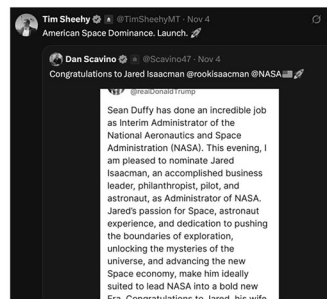 Tim Sheehy @TimSheehyMT · Nov 4
American Space Dominance. Launch. 🚀
Dan Scavino @Scavino47 · Nov 4
Congratulations to Jared Isaacman @rookisaacman @NASA🇺🇸🚀
@realDonaldTrump
Sean Duffy has done an incredible job
as Interim Administrator of the
National Aeronautics and Space
Administration (NASA). This evening, I
am pleased to nominate Jared
Isaacman, an accomplished business
leader, philanthropist, pilot, and
astronaut, as Administrator of NASA.
Jared's passion for Space, astronaut
experience, and dedication to pushing
the boundaries of exploration,
unlocking the mysteries of the
universe, and advancing the new
Space economy, make him ideally
suited to lead NASA into a bold new
Era. Congratulations to Jared, his wife